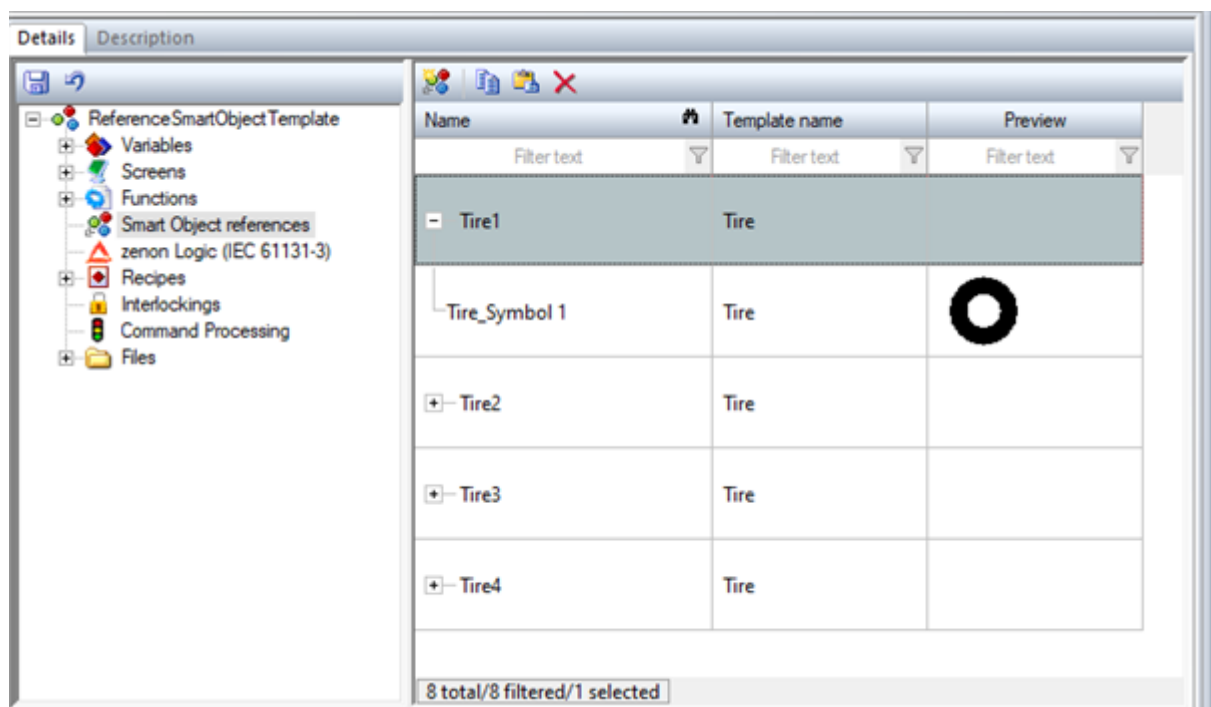 Details Description
ReferenceSmartObjectTemplate
Variables
Screens
Functions
Smart Object references
zenon Logic (IEC 61131-3)
Recipes
Interlockings
Command Processing
Files
Name Template name Preview
Filter text Filter text Filter text
Tire1 Tire
Tire_Symbol 1 Tire
Tire2 Tire
Tire3 Tire
Tire4 Tire
8 total/8 filtered/1 selected